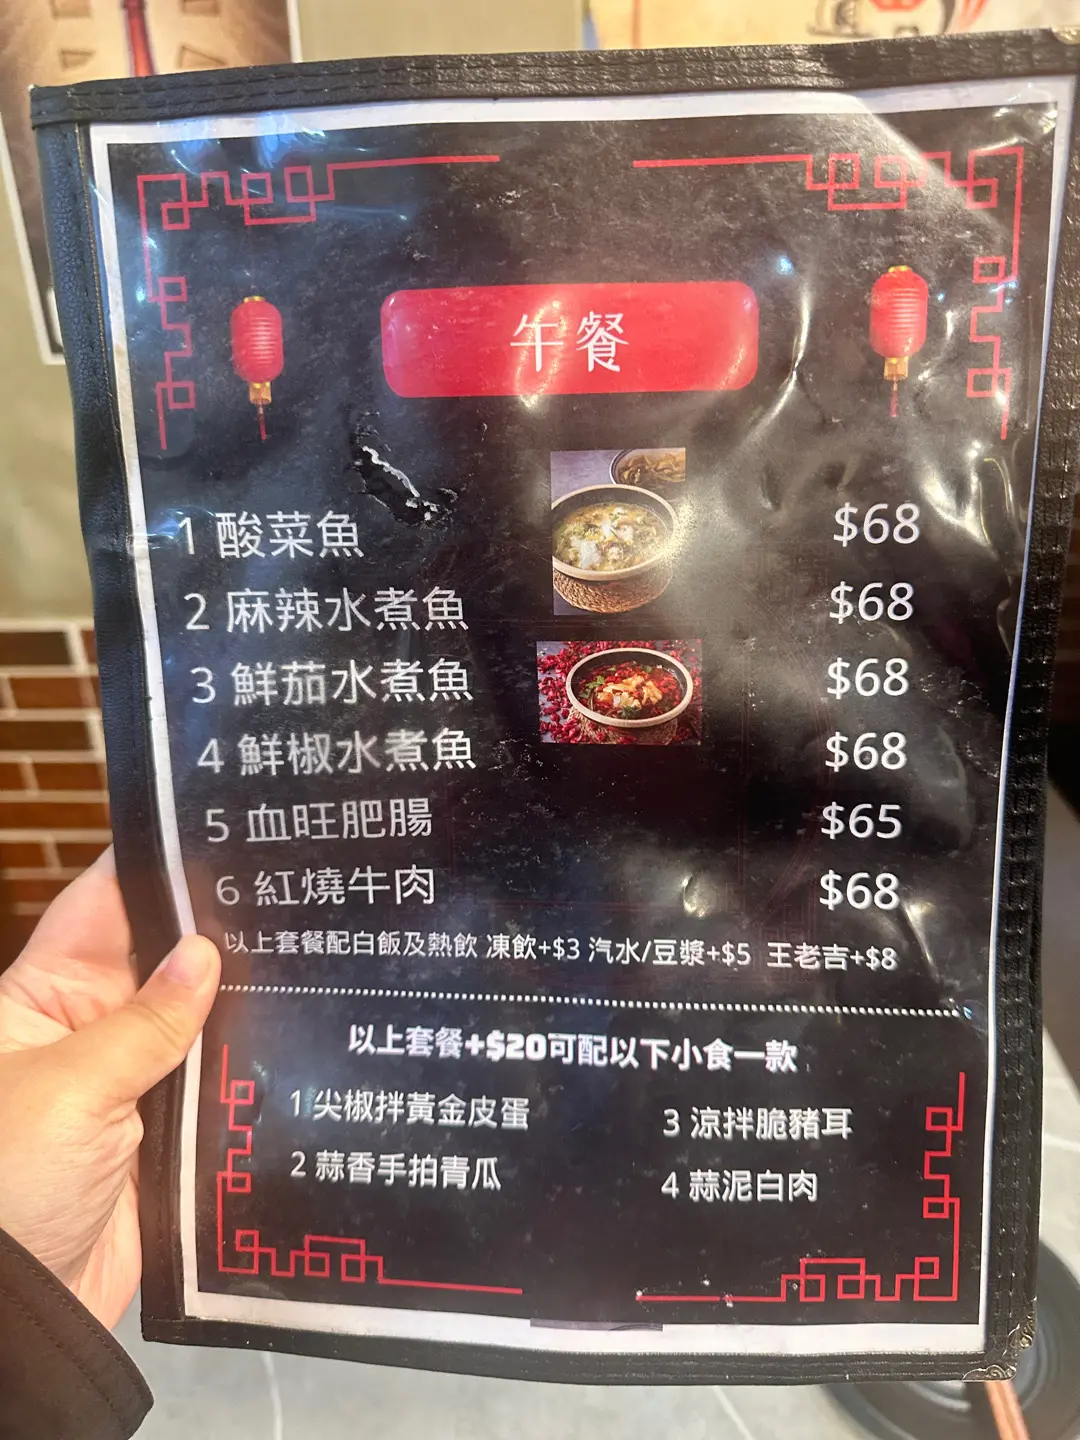 午餐
1 酸菜魚 $68
2 麻辣水煮魚 $68
3 鮮茄水煮魚 $68
4 鮮椒水煮魚 $68
5 血旺肥腸 $65
6 紅燒牛肉 $68
以上套餐配白飯及熱飲 凍飲+$3 汽水/豆漿+$5 王老吉+$8
以上套餐+$20可配以下小食一款
1 尖椒拌黃金皮蛋
2 蒜香手拍青瓜
3 涼拌脆豬耳
4 蒜泥白肉